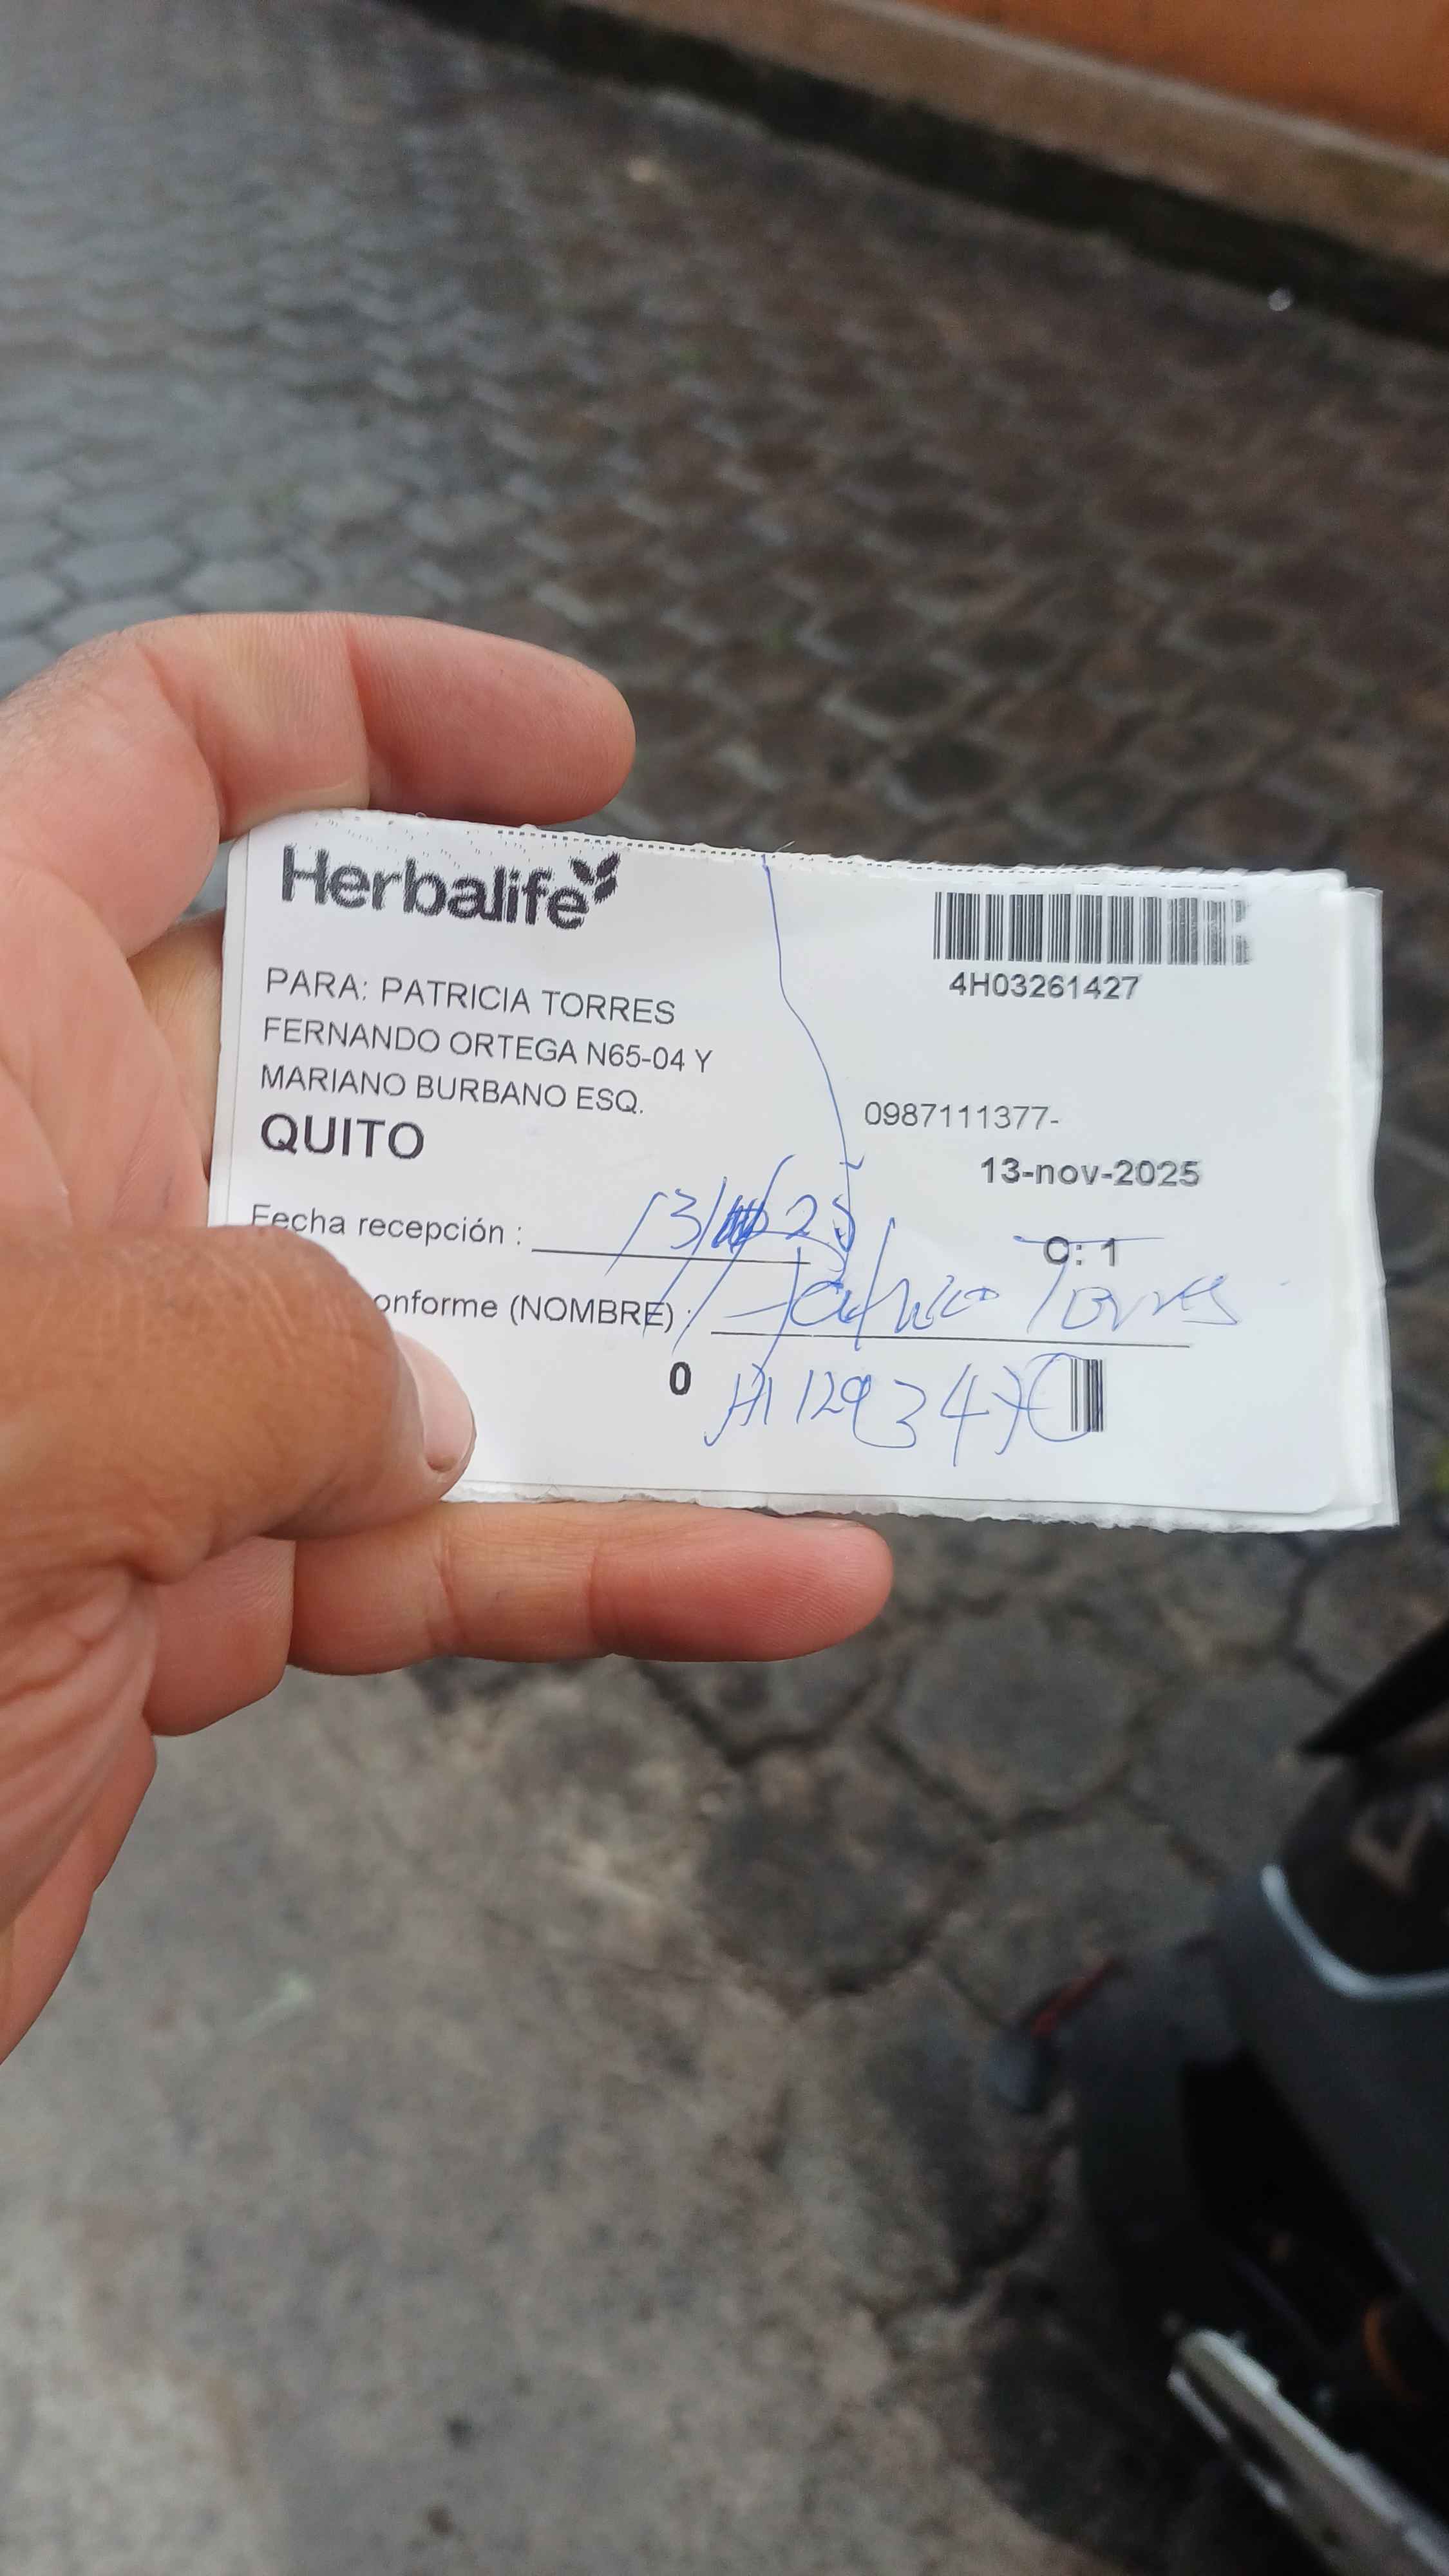 Herbalife
4H03261427
PARA: PATRICIA TORRES
FERNANDO ORTEGA N65-04 Y
MARIANO BURBANO ESQ.
QUITO
0987111377-
13-nov-2025
C: 1
Fecha recepción :
onforme (NOMBRE) :
Torres
0